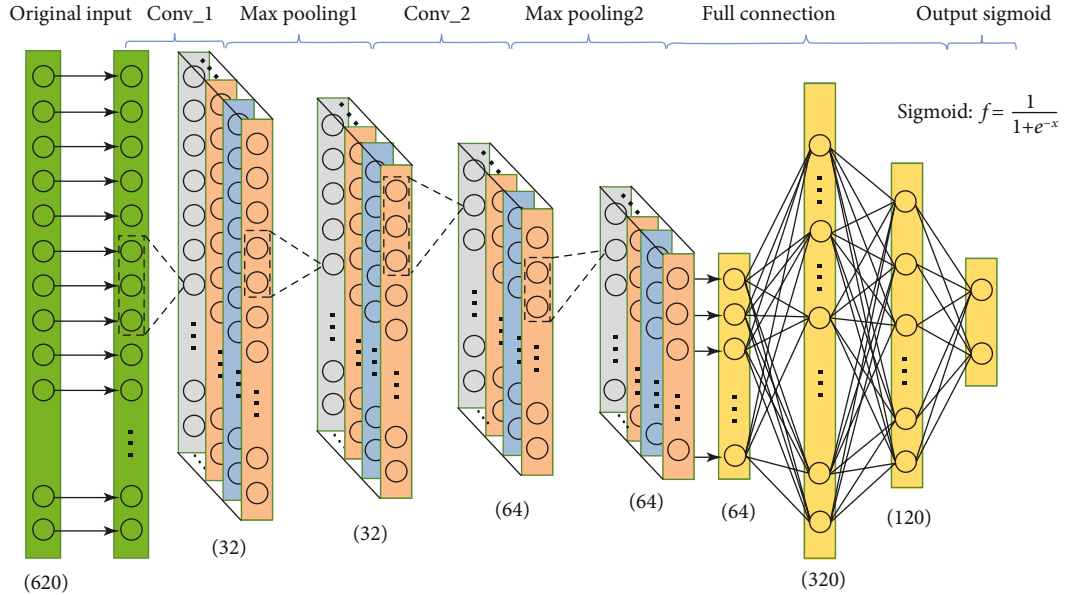 Original input
Conv_1
Max pooling1
Conv_2
Max pooling2
Full connection
Output sigmoid
Sigmoid: f = 1 / 1+e^{-x}
(620)
(32)
(32)
(64)
(64)
(64)
(320)
(120)